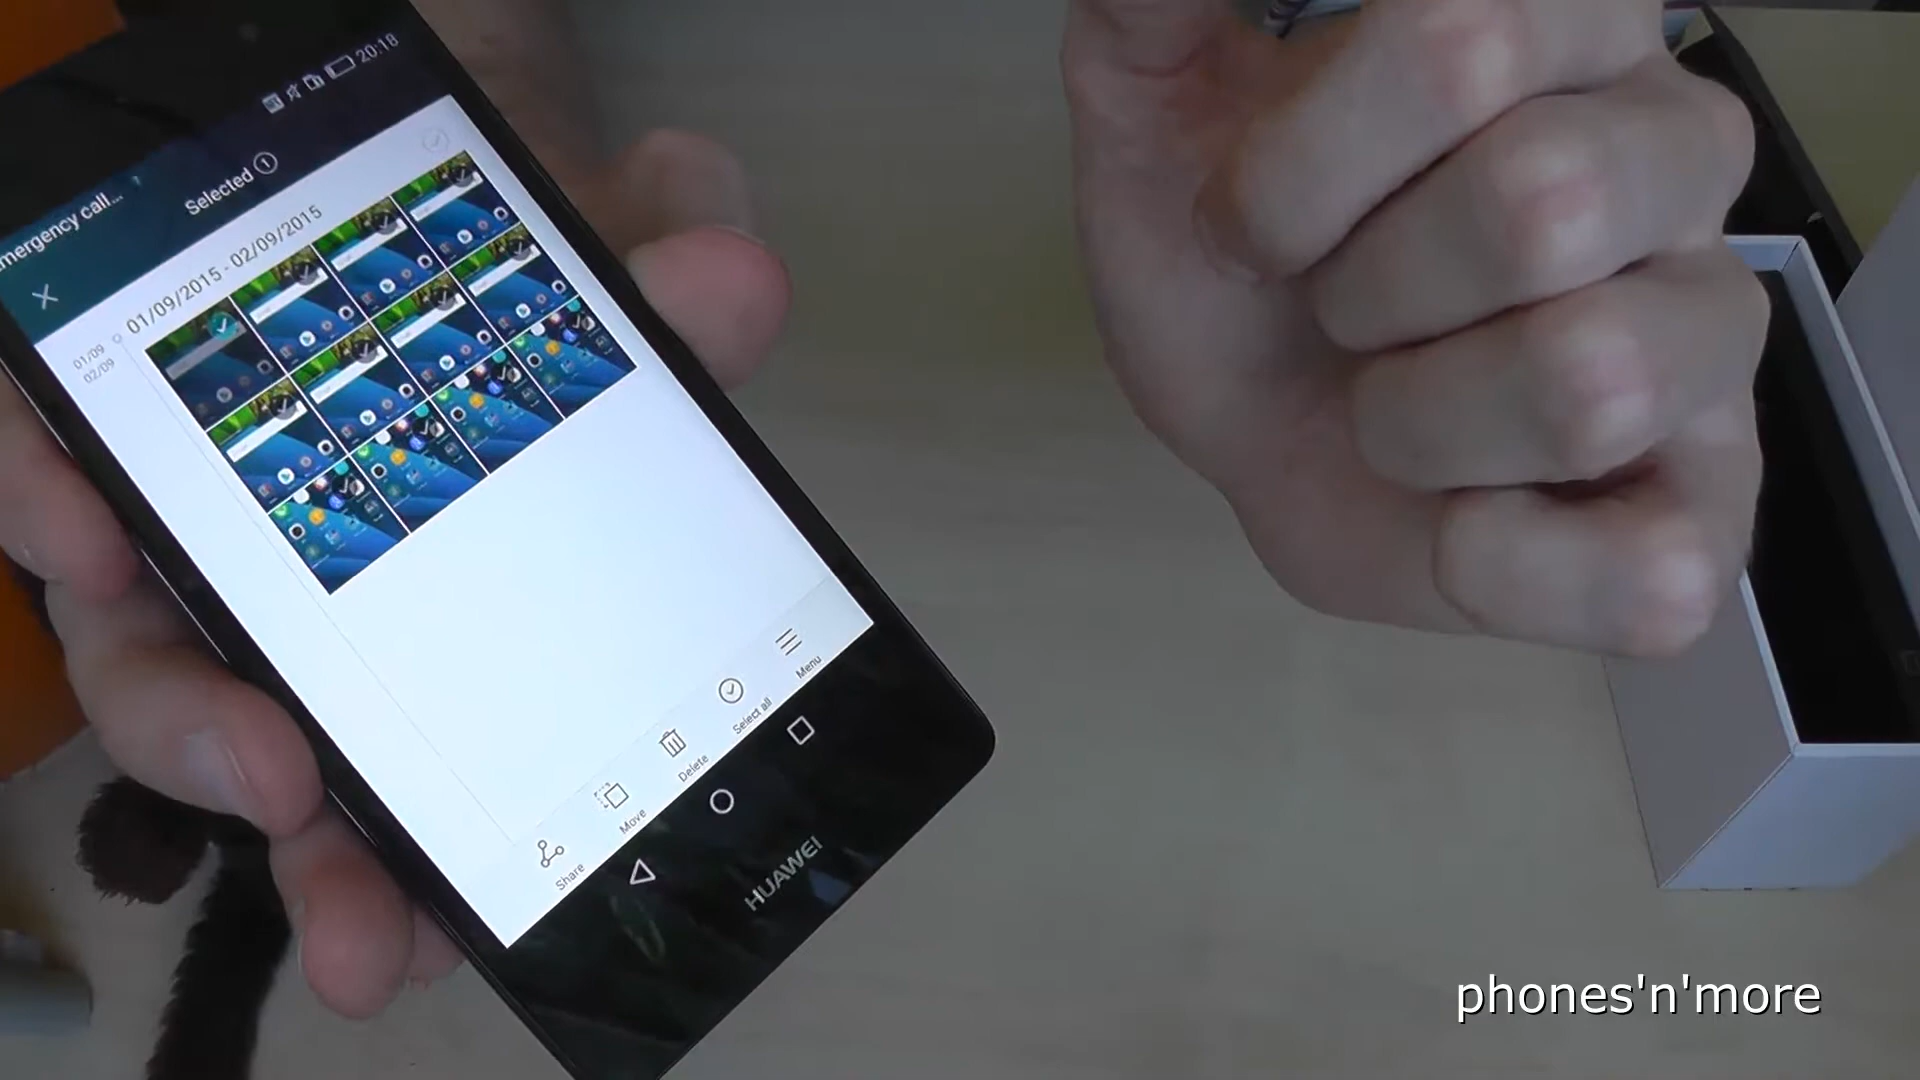 20:18
mergency call...
Selected 1
01/09/2015 - 02/09/2015
01/09
02/09
Share
Move
Delete
Select all
Menu
HUAWEI
phones'n'more